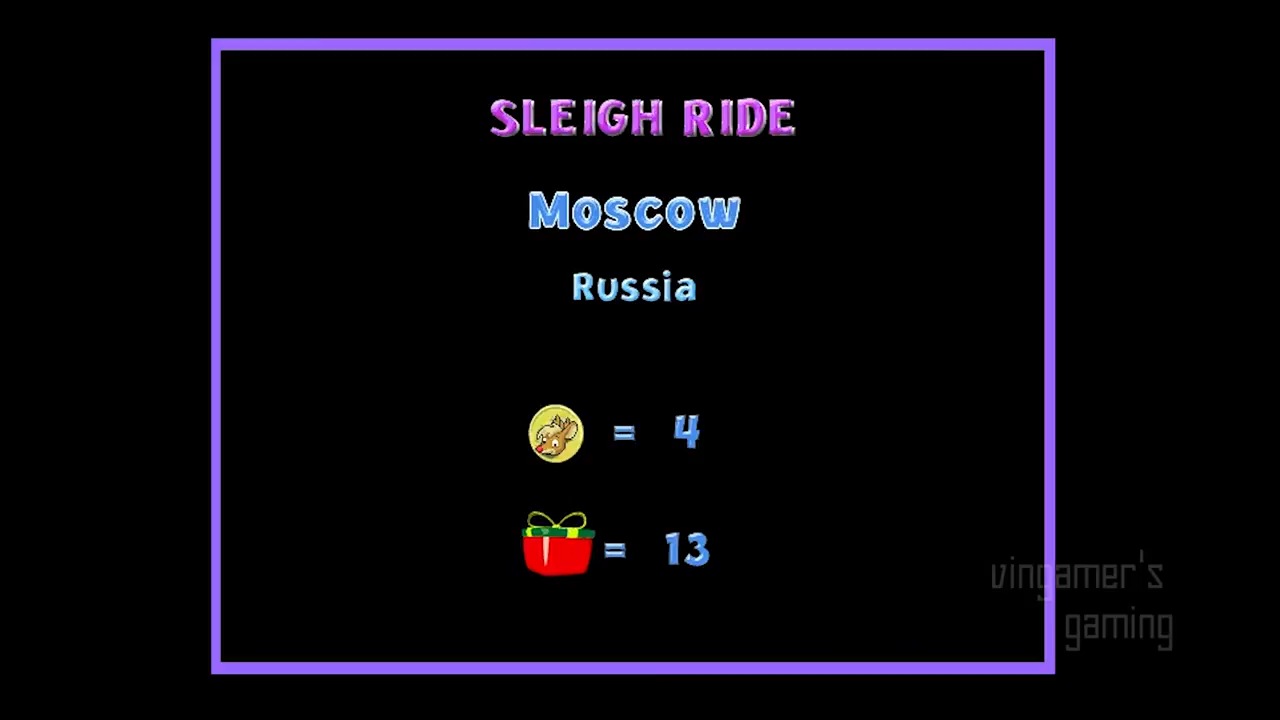 SLEIGH RIDE
Moscow
Russia
= 4
= 13
vingamer's
gaming